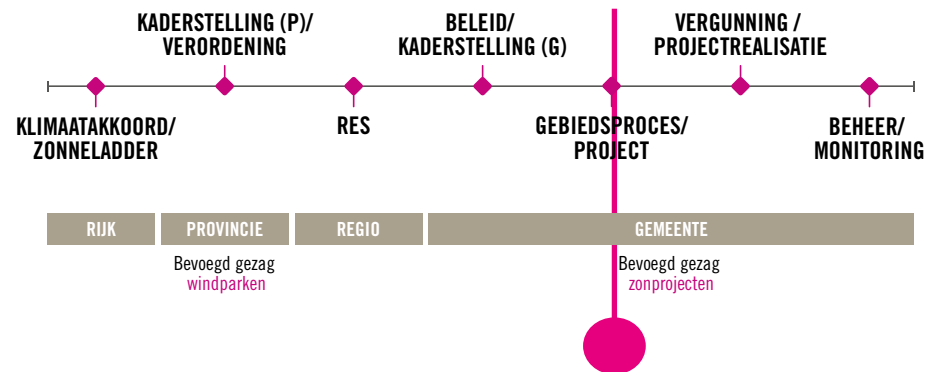 KADERSTELLING (P)/
VERORDENING
BELEID/
KADERSTELLING (G)
VERGUNNING /
PROJECTREALISATIE
KLIMAATAKKOORD/
ZONNELADDER
RES
GEBIEDSPROCES/
PROJECT
BEHEER/
MONITORING
RIJK
PROVINCIE
REGIO
GEMEENTE
Bevoegd gezag
windparken
Bevoegd gezag
zonprojecten